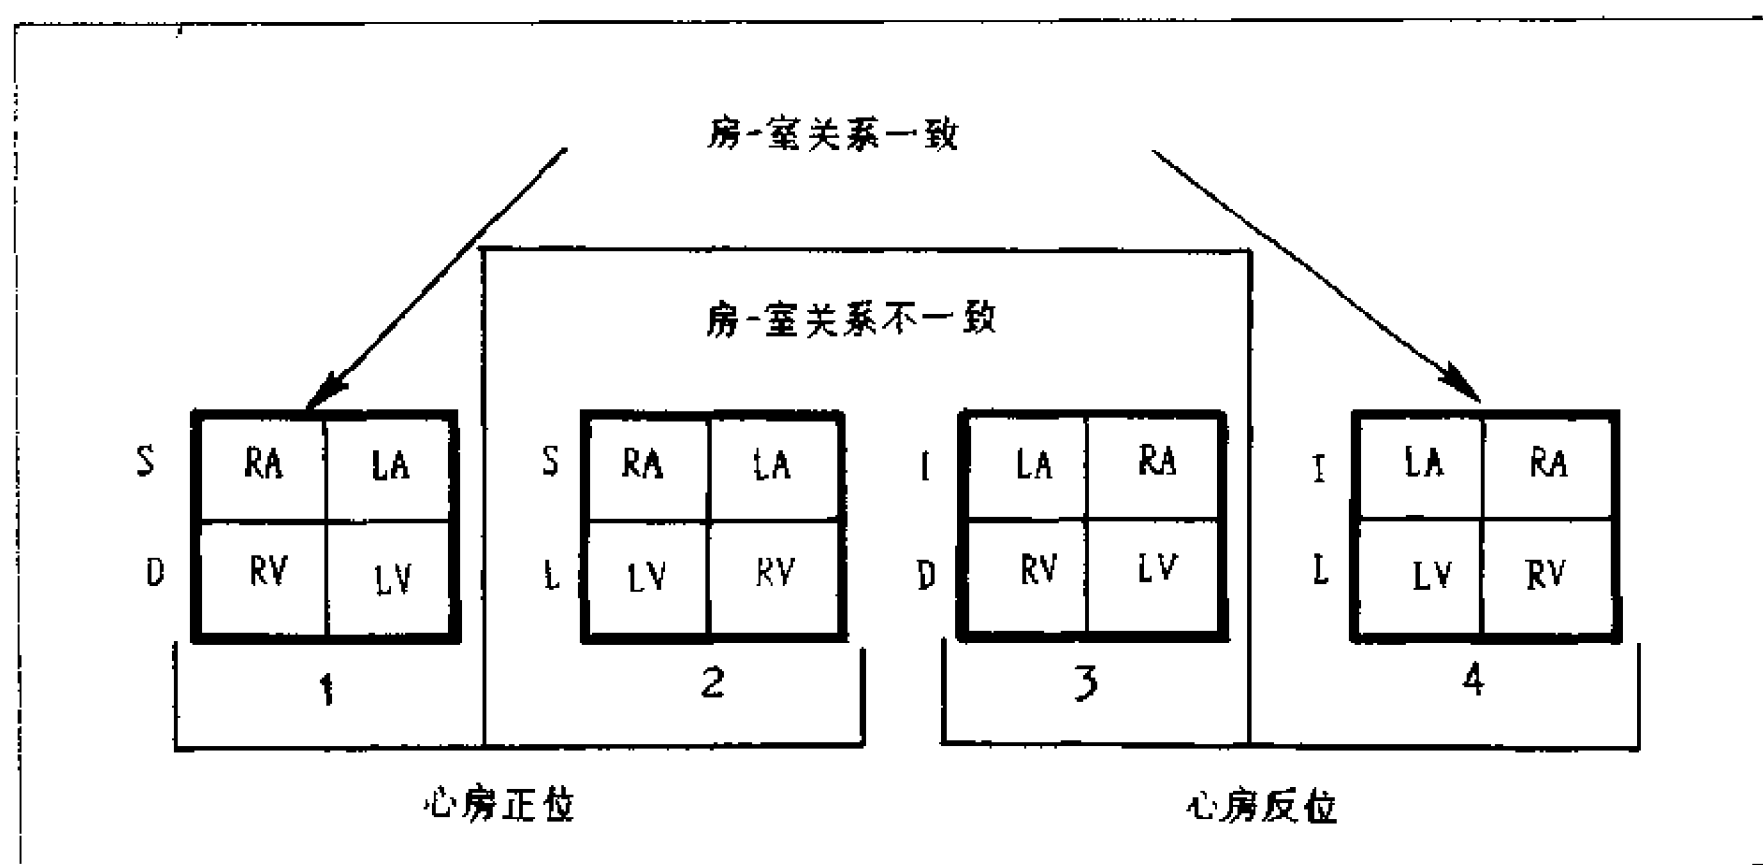 房-室关系一致
房-室关系不一致
S RA LA S RA LA I LA RA I LA RA
D RV LV L LV RV D RV LV L LV RV
1 2 3 4
心房正位 心房反位